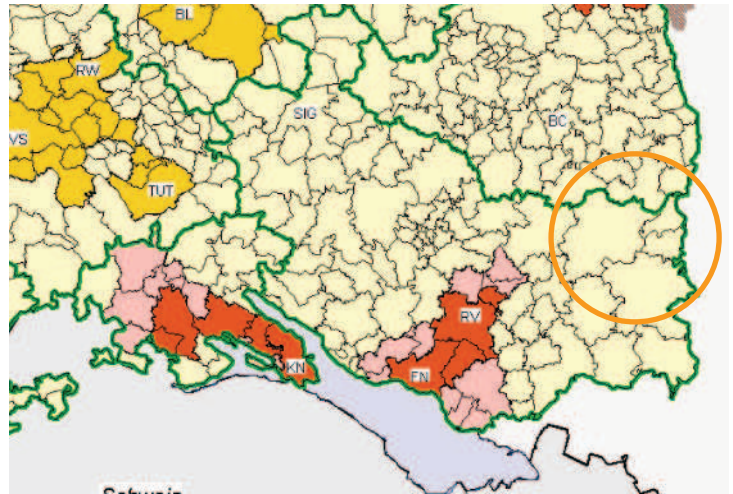 BL
RW
SIG
BC
VS
TUT
RV
KN
FN
Schweiz